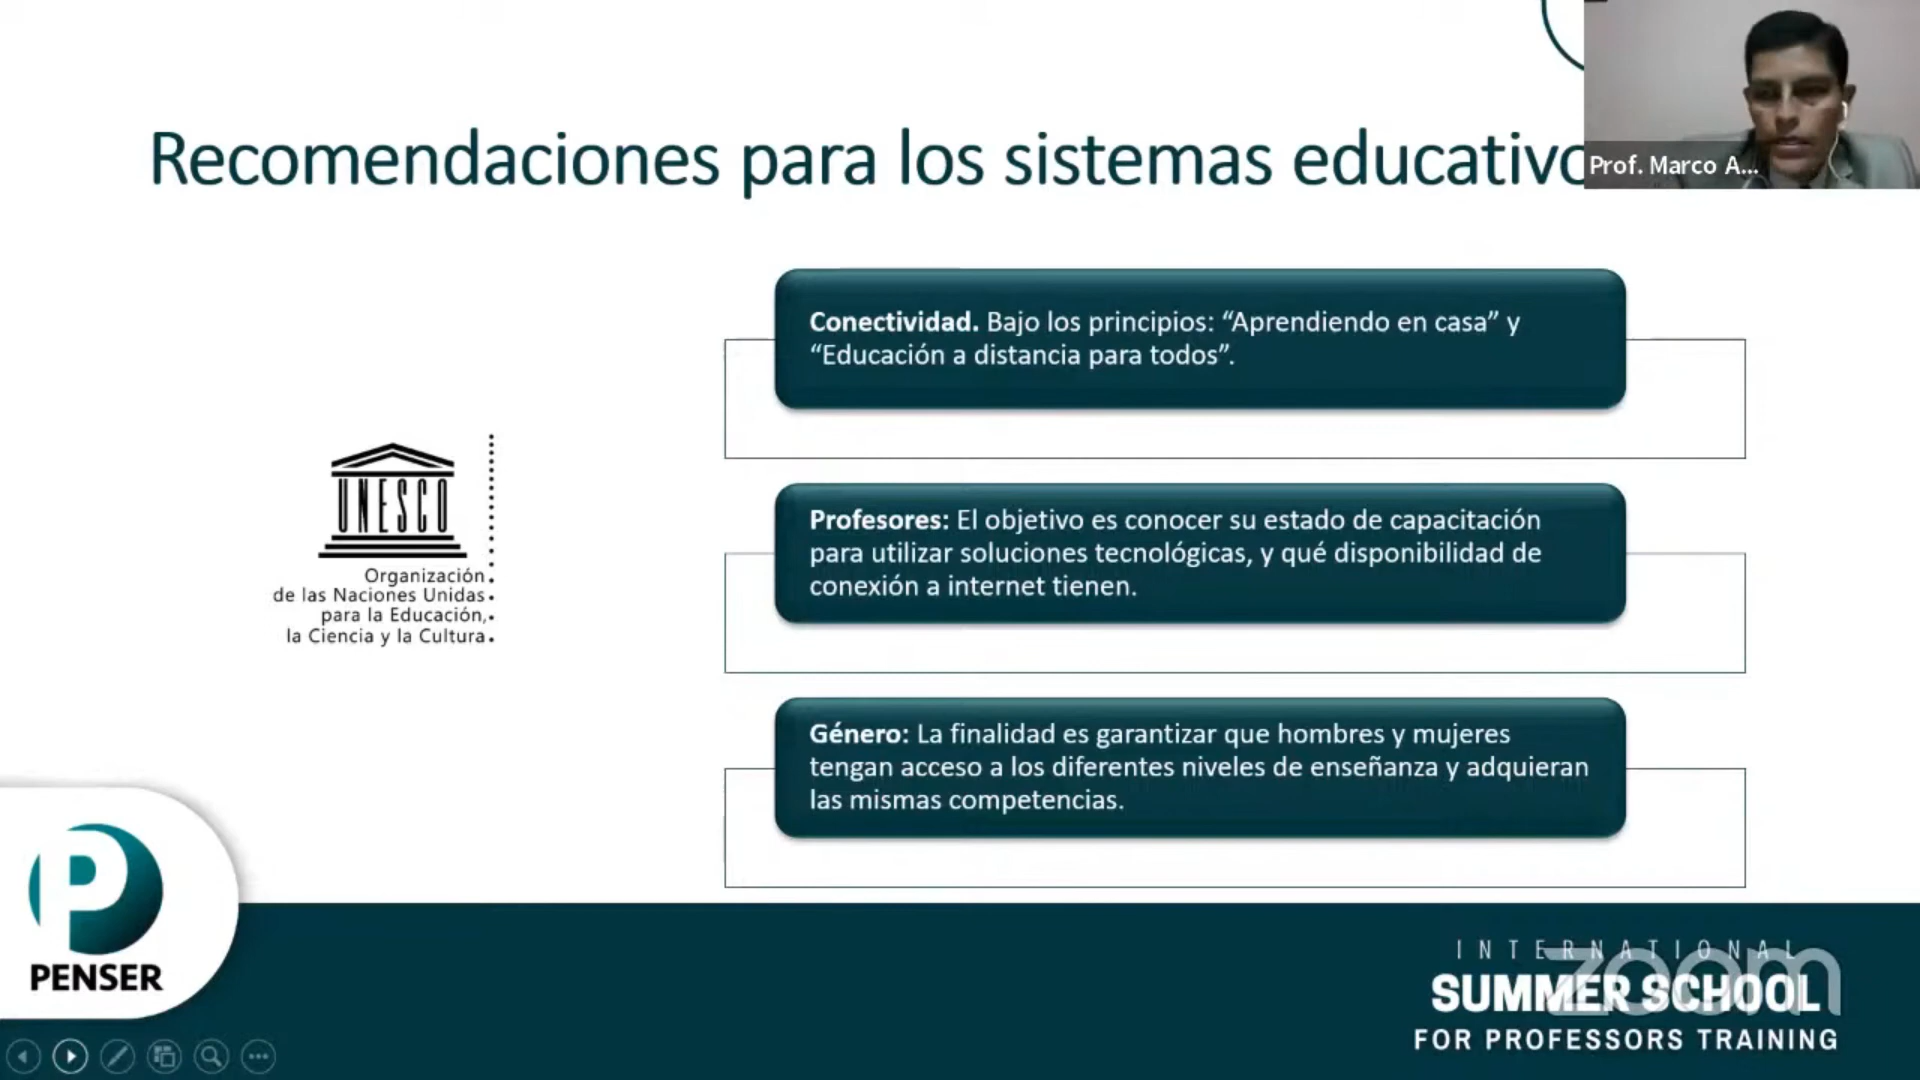 Recomendaciones para los sistemas educativo
Prof. Marco A...
Conectividad. Bajo los principios: “Aprendiendo en casa” y
“Educación a distancia para todos”.
UNESCO
Organización
de las Naciones Unidas
para la Educación,
la Ciencia y la Cultura
Profesores: El objetivo es conocer su estado de capacitación
para utilizar soluciones tecnológicas, y qué disponibilidad de
conexión a internet tienen.
Género: La finalidad es garantizar que hombres y mujeres
tengan acceso a los diferentes niveles de enseñanza y adquieran
las mismas competencias.
P
PENSER
INTERNATIONAL
SUMMER SCHOOL
FOR PROFESSORS TRAINING
zoom